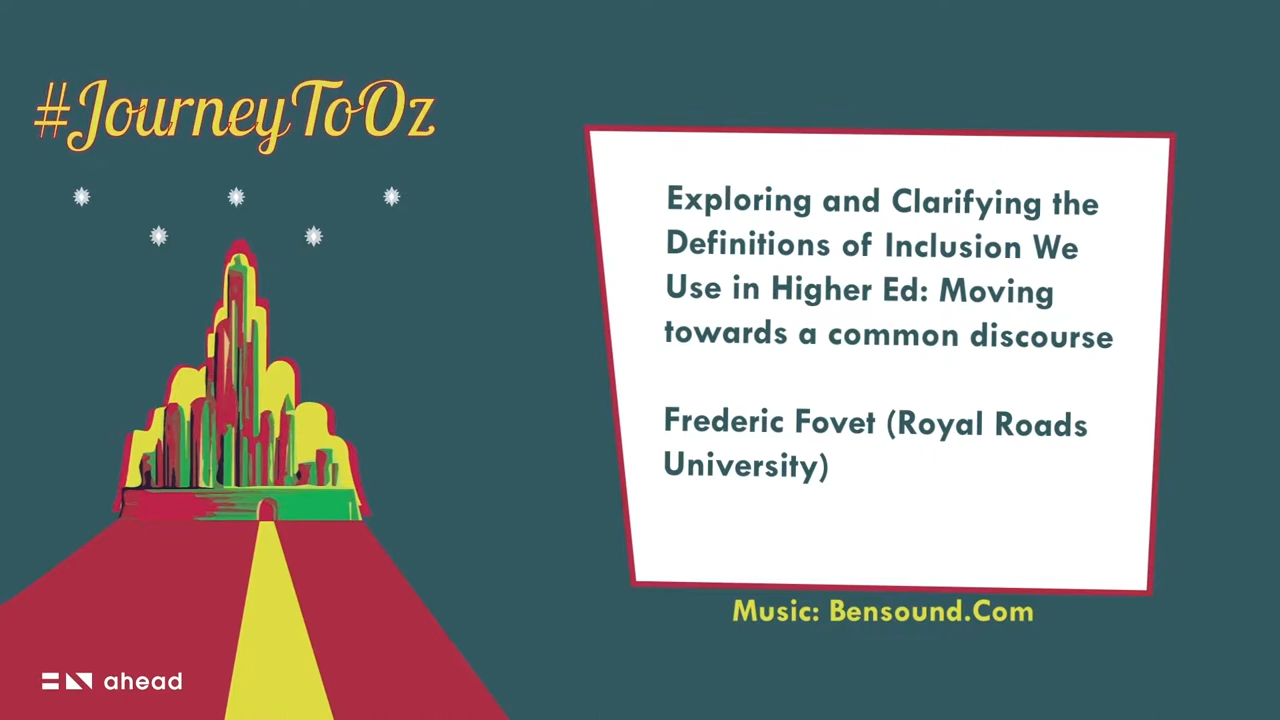 #JourneyToOz
Exploring and Clarifying the
Definitions of Inclusion We
Use in Higher Ed: Moving
towards a common discourse
Frederic Fovet (Royal Roads
University)
Music: Bensound.Com
ahead